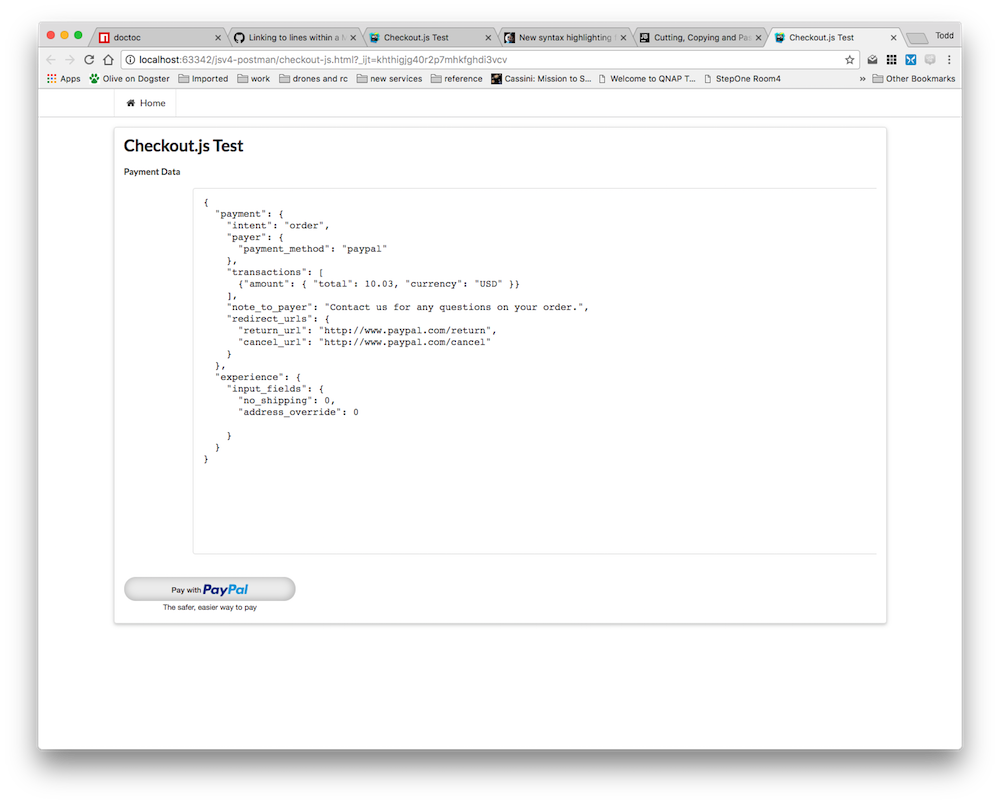 doctoc
Linking to lines within a M
Checkout.js Test
New syntax highlighting
Cutting, Copying and Pas
Checkout.js Test
Todd
localhost:63342/jsv4-postman/checkout-js.html?_ijt=khthigjg40r2p7mhkfghdi3vcv
Apps
Olive on Dogster
Imported
work
drones and rc
new services
reference
Cassini: Mission to S...
Welcome to QNAP T...
StepOne Room4
»
Other Bookmarks
Home
Checkout.js Test
Payment Data
{
"payment": {
"intent": "order",
"payer": {
"payment_method": "paypal"
},
"transactions": [
{"amount": { "total": 10.03, "currency": "USD" }}
],
"note_to_payer": "Contact us for any questions on your order.",
"redirect_urls": {
"return_url": "http://www.paypal.com/return",
"cancel_url": "http://www.paypal.com/cancel"
}
},
"experience": {
"input_fields": {
"no_shipping": 0,
"address_override": 0
}
}
}
Pay with PayPal
The safer, easier way to pay